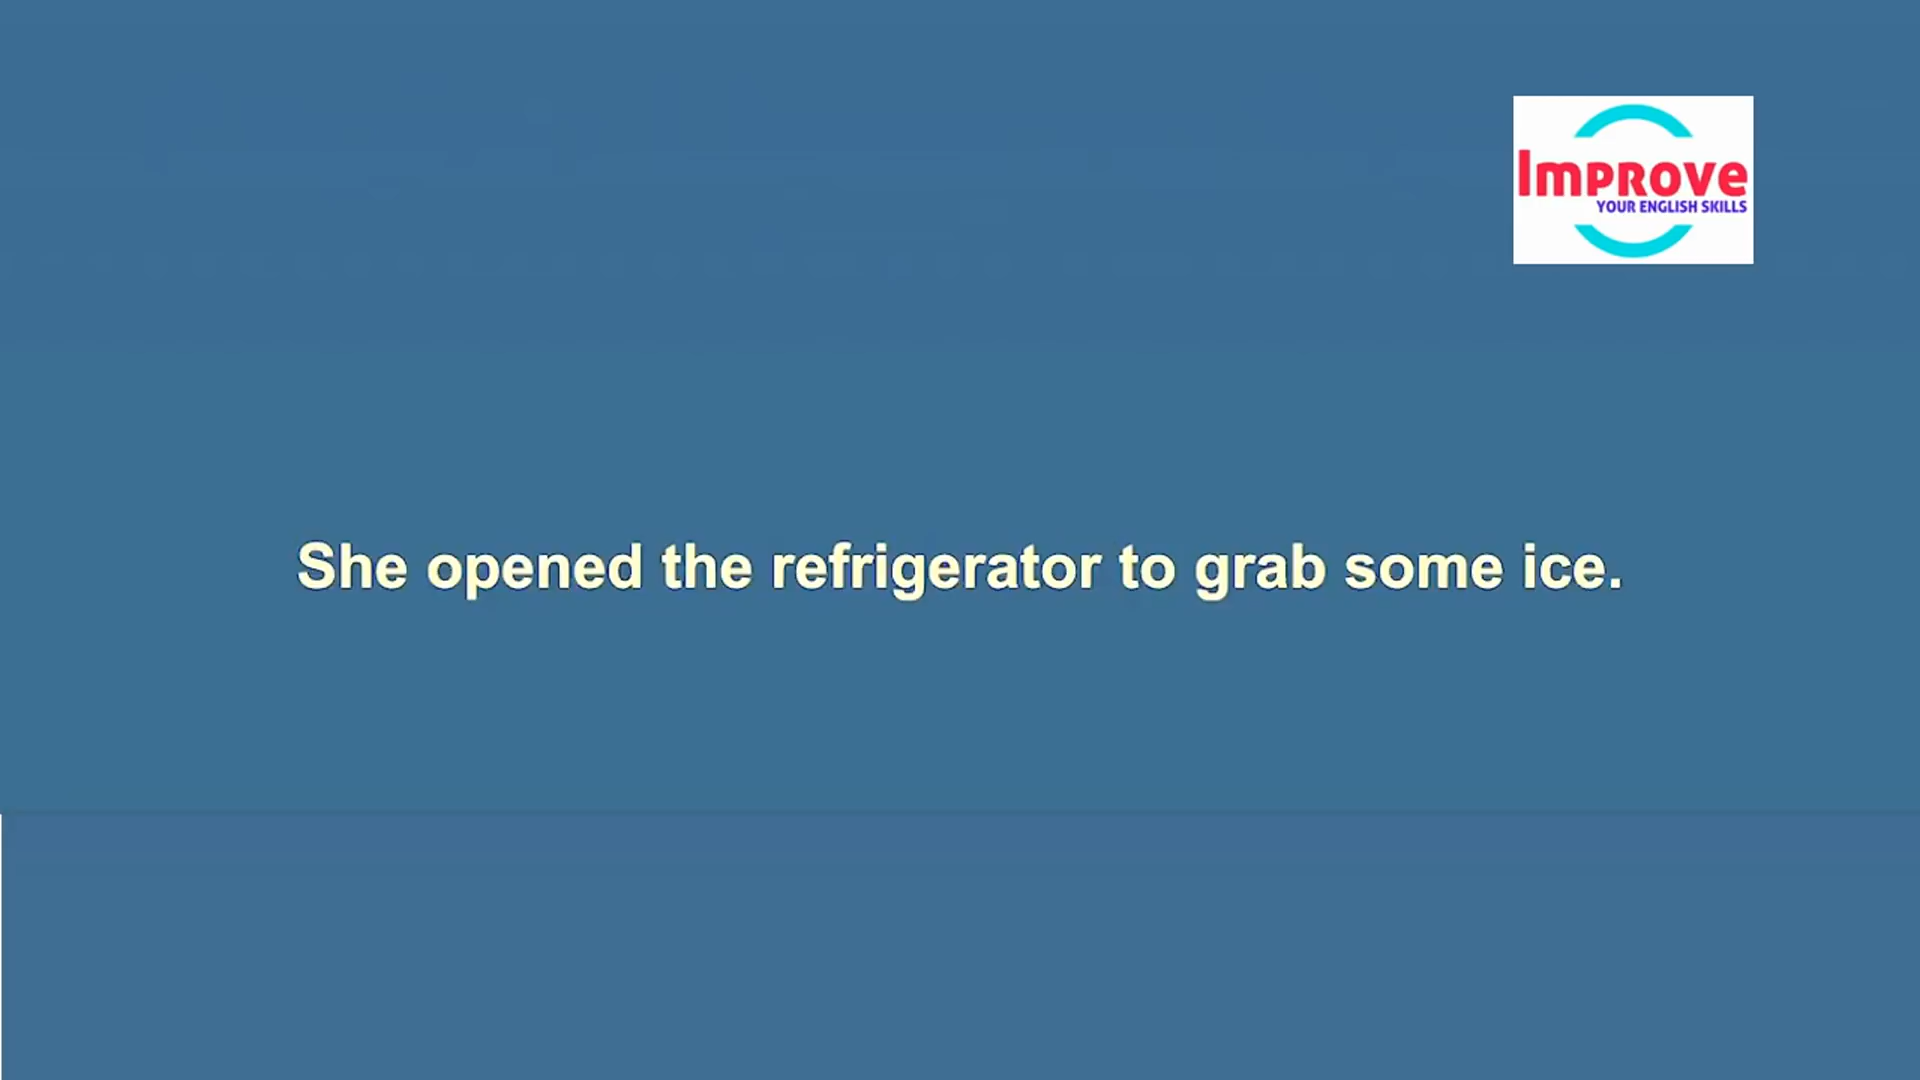 Improve
YOUR ENGLISH SKILLS
She opened the refrigerator to grab some ice.